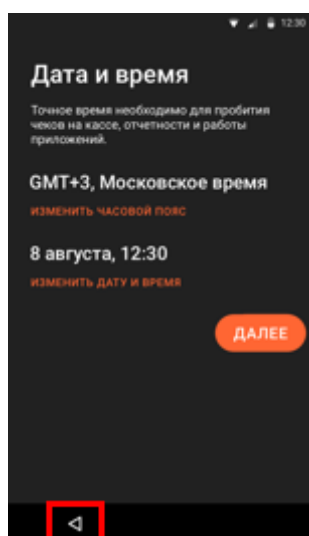 12:30
Дата и время
Точное время необходимо для пробития
чеков на кассе, отчетности и работы
приложений.
GMT+3, Московское время
ИЗМЕНИТЬ ЧАСОВОЙ ПОЯС
8 августа, 12:30
ИЗМЕНИТЬ ДАТУ И ВРЕМЯ
ДАЛЕЕ